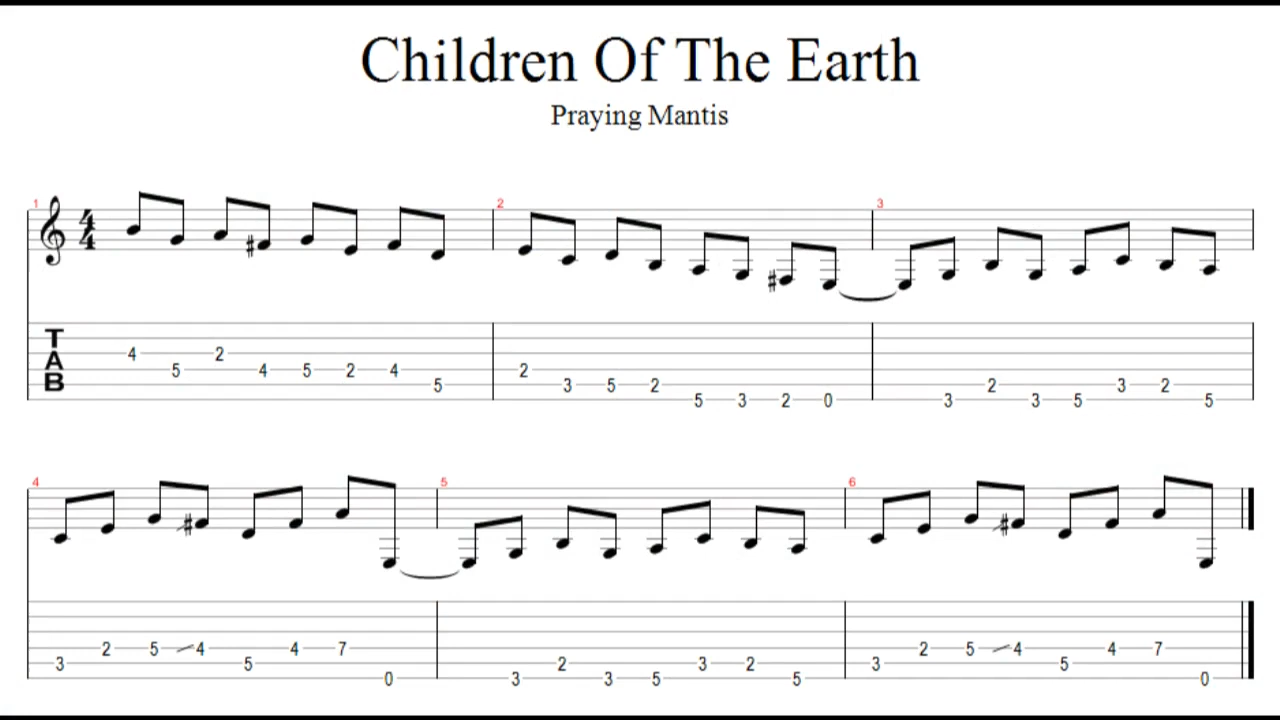 Children Of The Earth
Praying Mantis
1 2 3
4
4
T
A
B
4 5 2 4 5 2 4 5 2 3 5 2 5 3 2 0 3 2 3 5 3 2 5
4 5 6
3 2 5 4 5 4 7 0 3 2 3 5 3 2 5 3 2 5 4 5 4 7 0